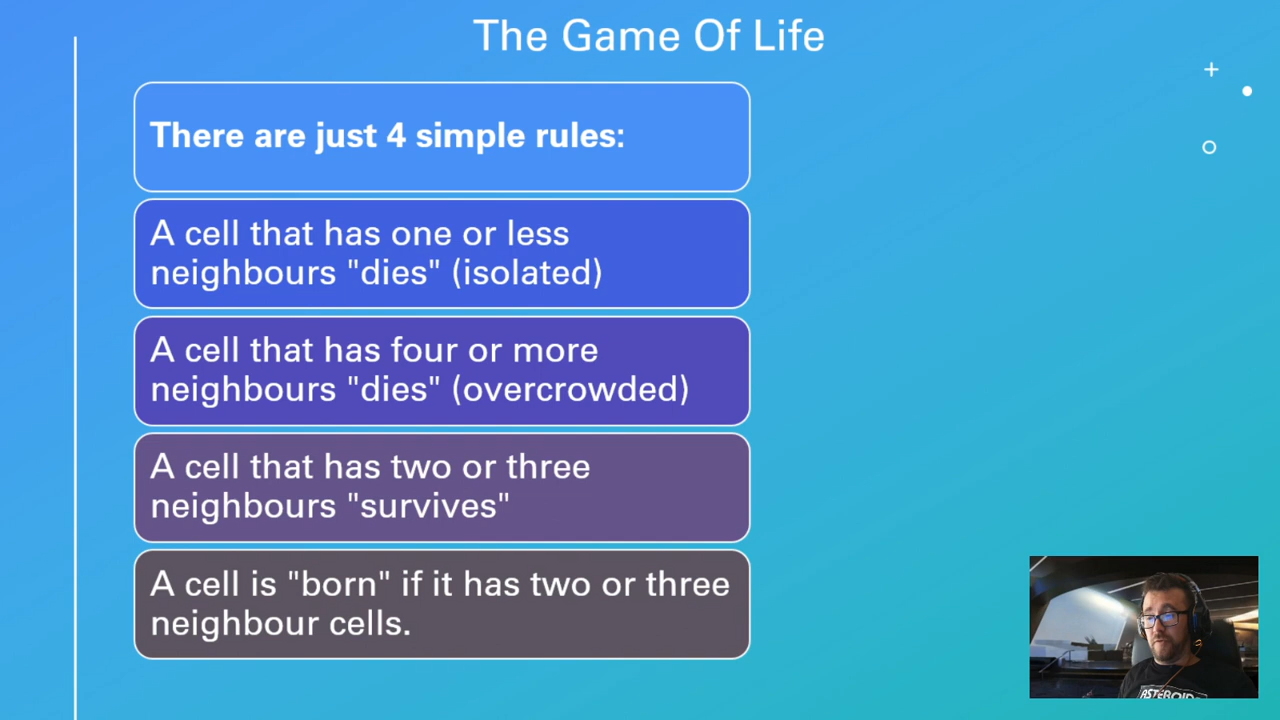 The Game Of Life
There are just 4 simple rules:
A cell that has one or less
neighbours "dies" (isolated)
A cell that has four or more
neighbours "dies" (overcrowded)
A cell that has two or three
neighbours "survives"
A cell is "born" if it has two or three
neighbour cells.
ASTEROIDS